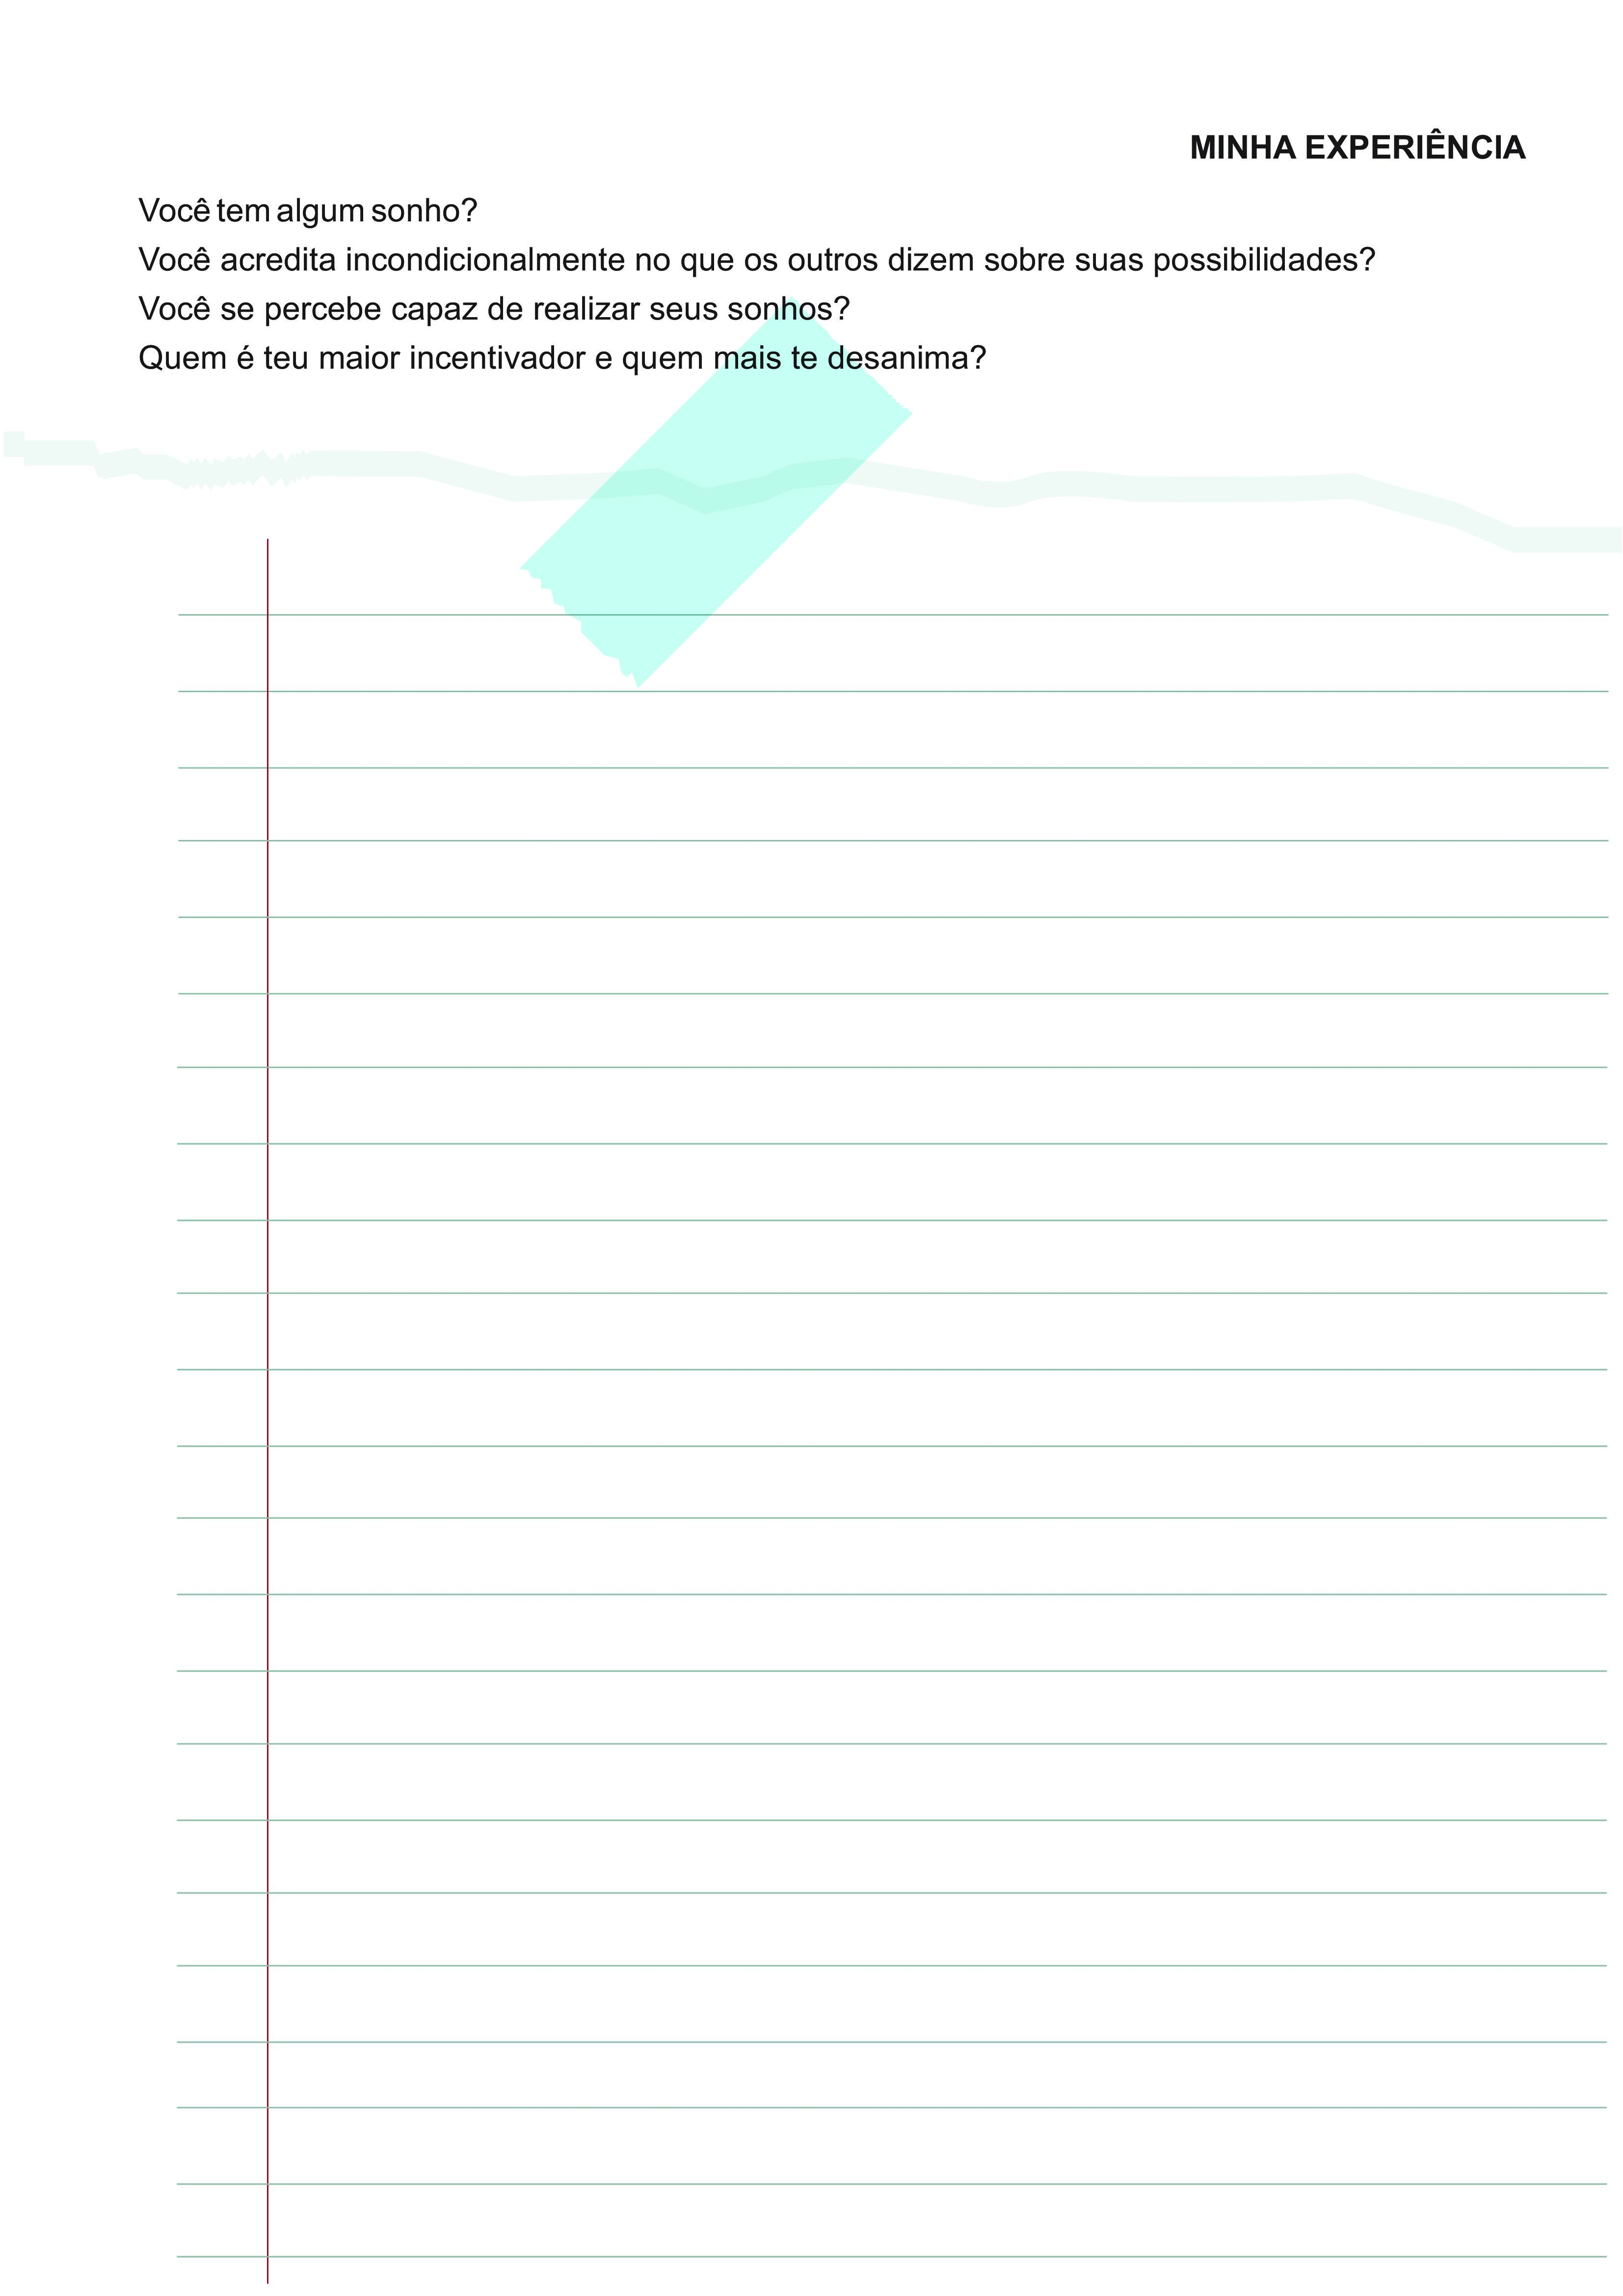 MINHA EXPERIÊNCIA
Você tem algum sonho?
Você acredita incondicionalmente no que os outros dizem sobre suas possibilidades?
Você se percebe capaz de realizar seus sonhos?
Quem é teu maior incentivador e quem mais te desanima?